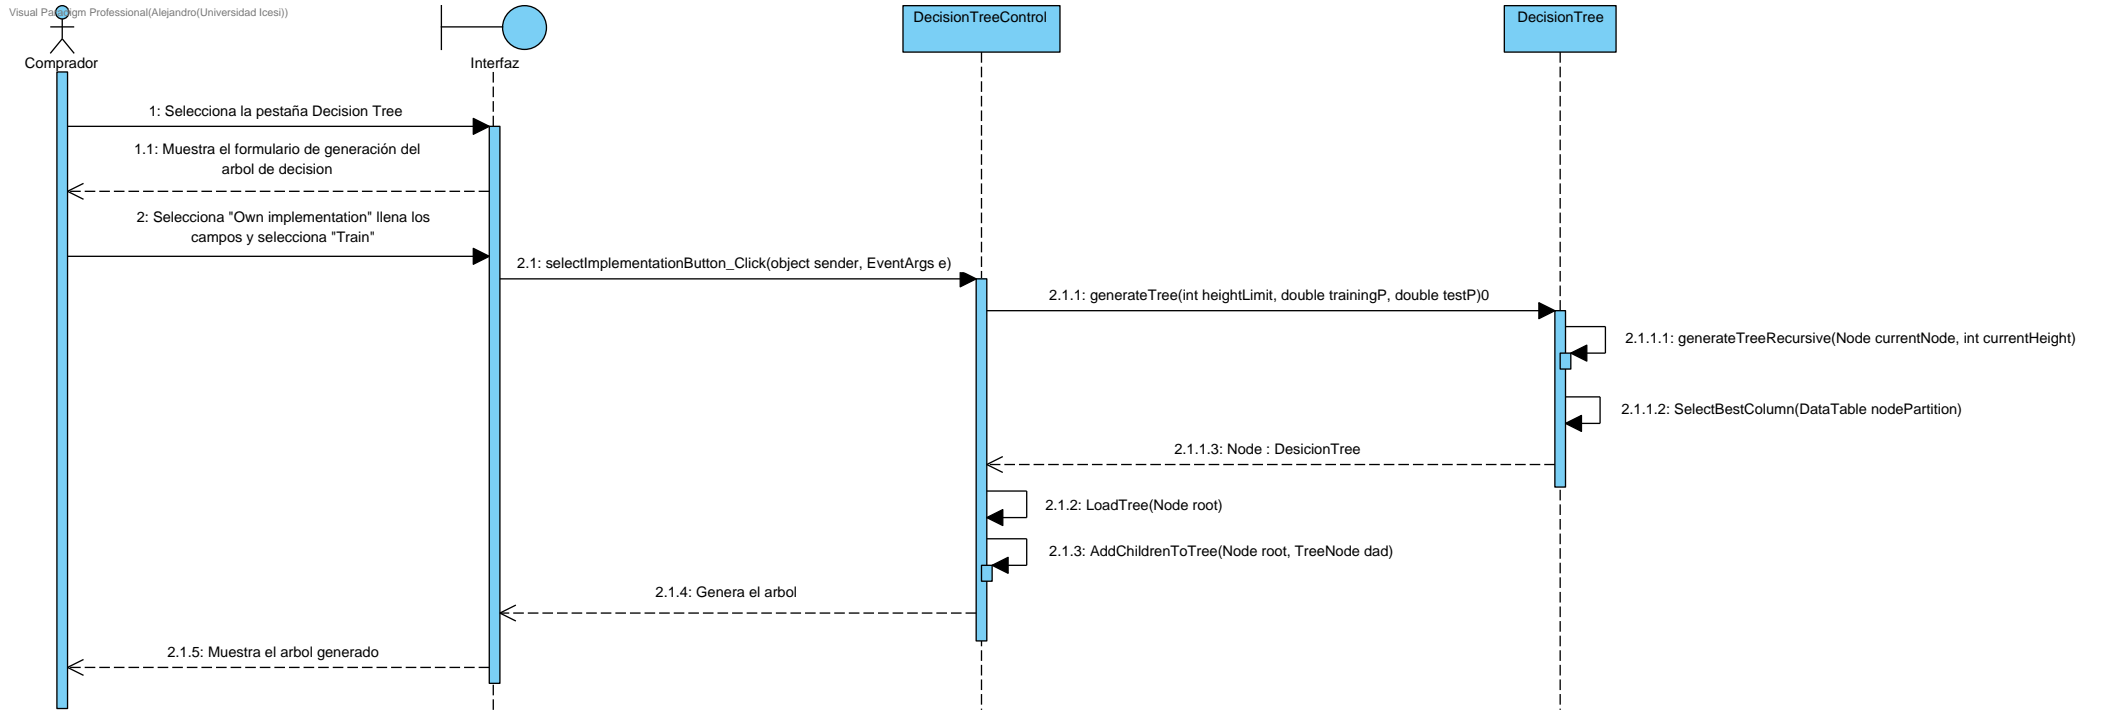 Visual Paradigm Professional(Alejandro(Universidad Icesi))
Comprador
Interfaz
DecisionTreeControl
DecisionTree
1: Selecciona la pestaña Decision Tree
1.1: Muestra el formulario de generación del
arbol de decision
2: Selecciona "Own implementation" llena los
campos y selecciona "Train"
2.1: selectImplementationButton_Click(object sender, EventArgs e)
2.1.1: generateTree(int heightLimit, double trainingP, double testP)0
2.1.1.1: generateTreeRecursive(Node currentNode, int currentHeight)
2.1.1.2: SelectBestColumn(DataTable nodePartition)
2.1.1.3: Node : DesicionTree
2.1.2: LoadTree(Node root)
2.1.3: AddChildrenToTree(Node root, TreeNode dad)
2.1.4: Genera el arbol
2.1.5: Muestra el arbol generado